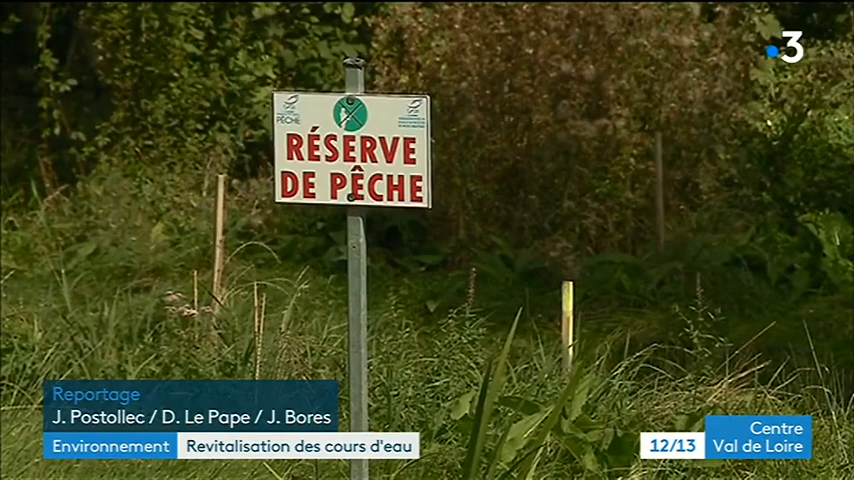 3
PÊCHE
RÉSERVE
DE PÊCHE
Reportage
J. Postollec / D. Le Pape / J. Bores
Environnement Revitalisation des cours d'eau
12/13 Centre
Val de Loire